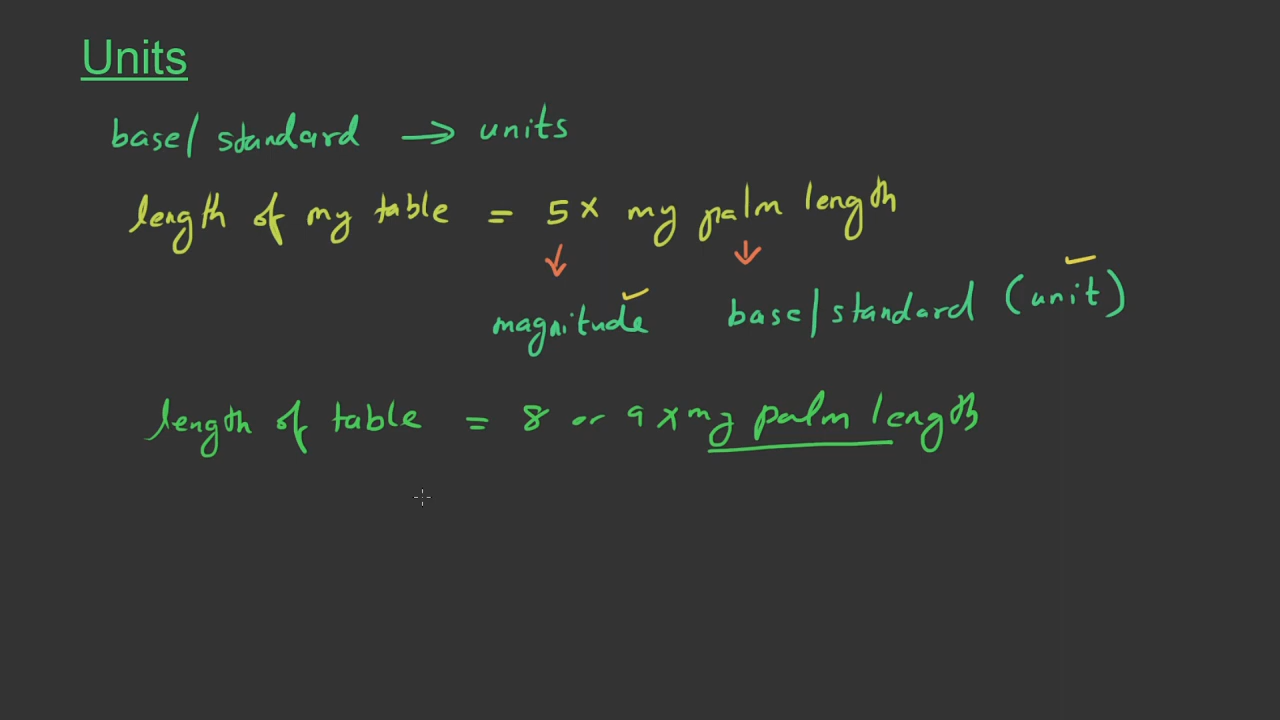 Units
base/standard → units
length of my table = 5 x my palm length
magnitude base/standard (unit)
length of table = 8 or 9 x my palm length